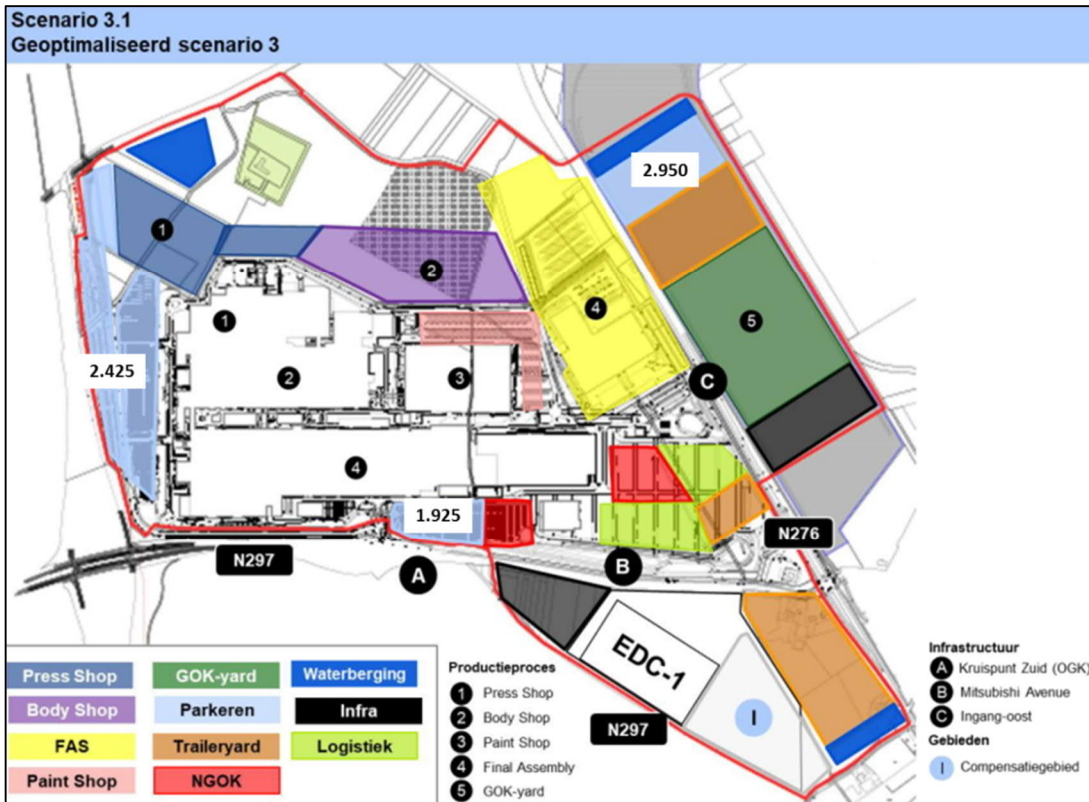 Scenario 3.1
Geoptimaliseerd scenario 3
2.950
1
2
4
5
1
2.425
2
3
C
4
1.925
N276
N297
A
B
EDC-1
I
N297
Press Shop
GOK-yard
Waterberging
Body Shop
Parkeren
Infra
FAS
Traileryard
Logistiek
Paint Shop
NGOK
Productieproces
1 Press Shop
2 Body Shop
3 Paint Shop
4 Final Assembly
5 GOK-yard
Infrastructuur
A Kruispunt Zuid (OGK)
B Mitsubishi Avenue
C Ingang-oost
Gebieden
I Compensatiegebied